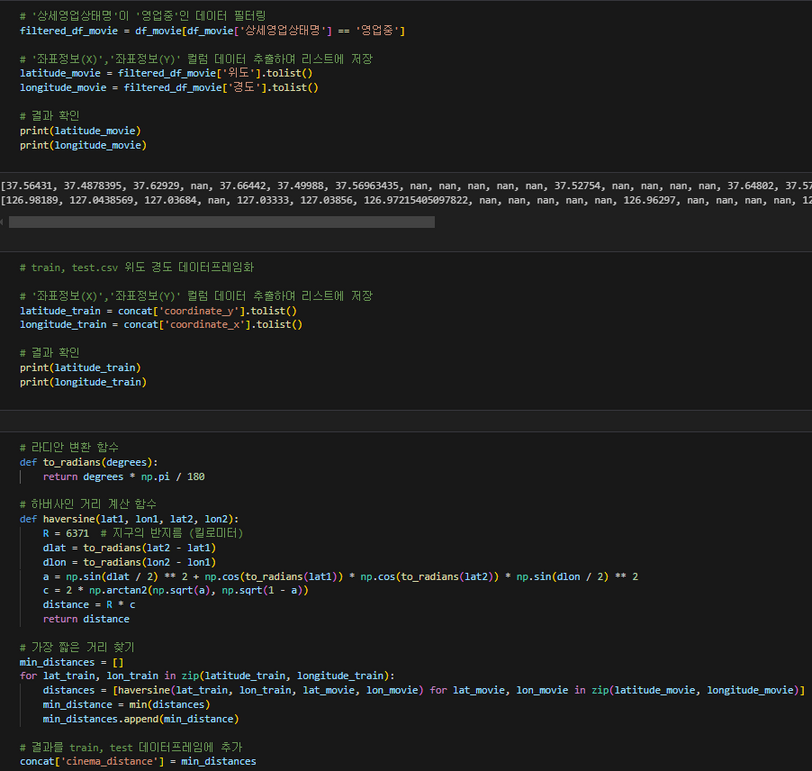 # '상세영업상태명'이 '영업중'인 데이터 필터링
filtered_df_movie = df_movie[df_movie['상세영업상태명'] == '영업중']
# '좌표정보(X)','좌표정보(Y)' 컬럼 데이터 추출하며 리스트에 저장
latitude_movie = filtered_df_movie['위도'].tolist()
longitude_movie = filtered_df_movie['경도'].tolist()
# 결과 확인
print(latitude_movie)
print(longitude_movie)
[37.56431, 37.4878395, 37.62929, nan, 37.66442, 37.49988, 37.56963435, nan, nan, nan, nan, nan, 37.52754, nan, nan, nan, nan, 37.64802, 37.57
[126.98189, 127.0438569, 127.03684, nan, 127.03333, 127.03856, 126.97215405097822, nan, nan, nan, nan, nan, 126.96297, nan, nan, nan, nan, 12
# train, test.csv 위도 경도 데이터프레임화
# '좌표정보(X)','좌표정보(Y)' 컬럼 데이터 추출하며 리스트에 저장
latitude_train = concat['coordinate_y'].tolist()
longitude_train = concat['coordinate_x'].tolist()
# 결과 확인
print(latitude_train)
print(longitude_train)
# 라디안 변환 함수
def to_radians(degrees):
    return degrees * np.pi / 180
# 하버사인 거리 계산 함수
def haversine(lat1, lon1, lat2, lon2):
    R = 6371  # 지구의 반지름 (킬로미터)
    dlat = to_radians(lat2 - lat1)
    dlon = to_radians(lon2 - lon1)
    a = np.sin(dlat / 2) ** 2 + np.cos(to_radians(lat1)) * np.cos(to_radians(lat2)) * np.sin(dlon / 2) ** 2
    c = 2 * np.arctan2(np.sqrt(a), np.sqrt(1 - a))
    distance = R * c
    return distance
# 가장 짧은 거리 찾기
min_distances = []
for lat_train, lon_train in zip(latitude_train, longitude_train):
    distances = [haversine(lat_train, lon_train, lat_movie, lon_movie) for lat_movie, lon_movie in zip(latitude_movie, longitude_movie)]
    min_distance = min(distances)
    min_distances.append(min_distance)
# 결과를 train, test 데이터프레임에 추가
concat['cinema_distance'] = min_distances